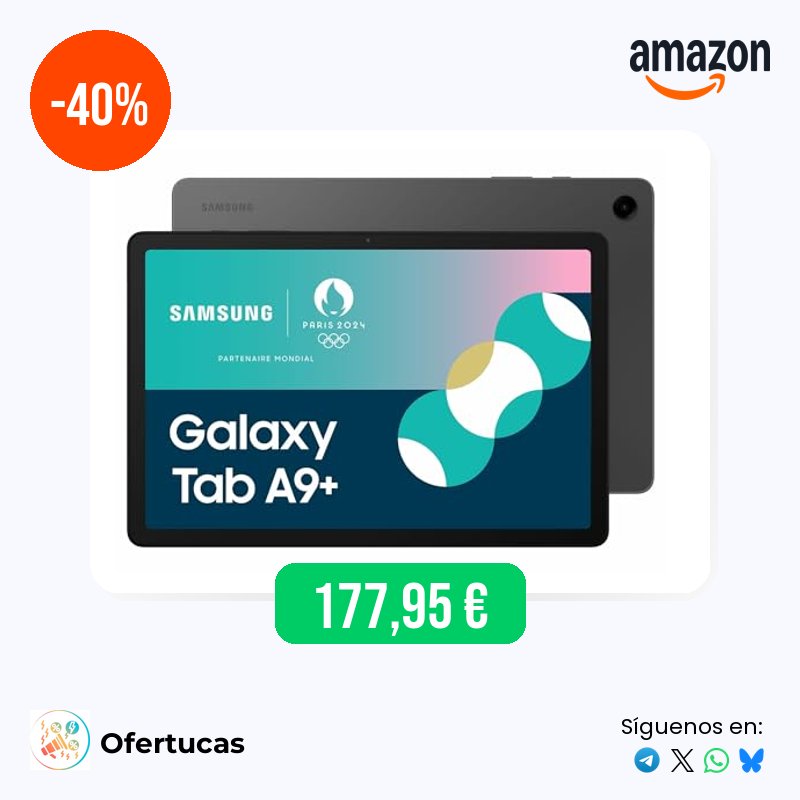 -40%
amazon
SAMSUNG
SAMSUNG
PARIS 2024
PARTENAIRE MONDIAL
Galaxy
Tab A9+
177,95 €
Ofertucas
Síguenos en: